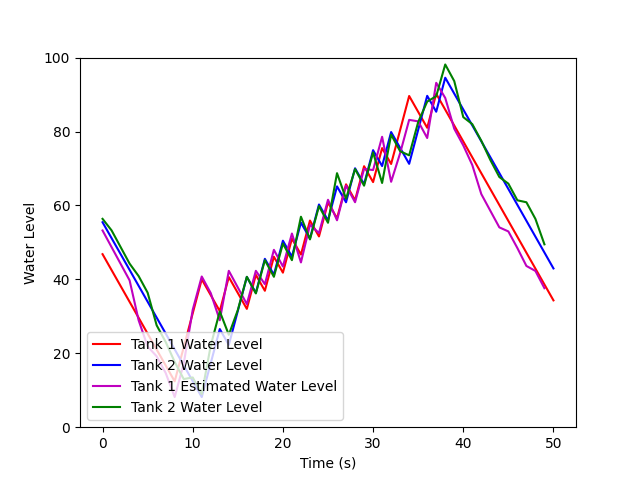 100
80
60
40
20
0
Water Level
Tank 1 Water Level
Tank 2 Water Level
Tank 1 Estimated Water Level
Tank 2 Water Level
0 10 20 30 40 50
Time (s)